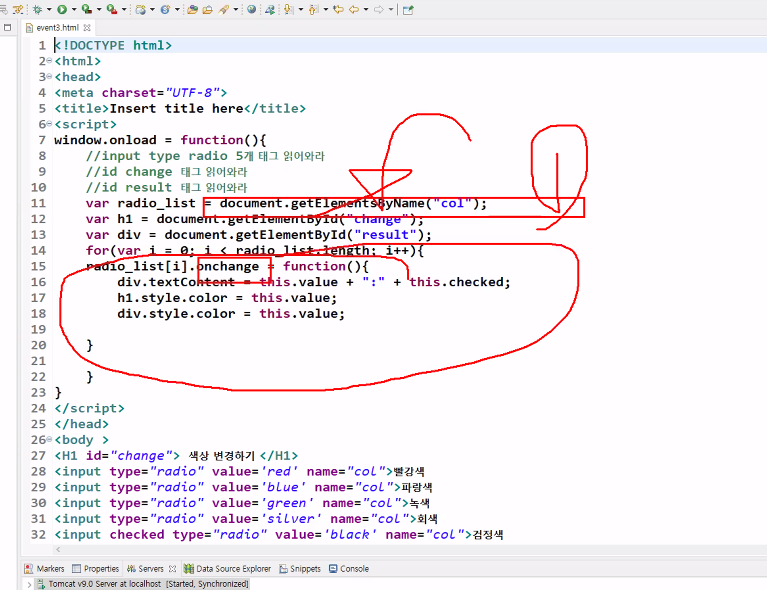 event3.html
1 <!DOCTYPE html>
2 <html>
3 <head>
4 <meta charset="UTF-8">
5 <title>Insert title here</title>
6 <script>
7 window.onload = function(){
8 //input type radio 5개 태그 읽어와라
9 //id change 태그 읽어와라
10 //id result 태그 읽어와라
11 var radio_list = document.getElementsByName("col");
12 var h1 = document.getElementById("change");
13 var div = document.getElementById("result");
14 for(var i = 0; i < radio_list.length; i++){
15 radio_list[i].onchange = function(){
16 div.textContent = this.value + ":" + this.checked;
17 h1.style.color = this.value;
18 div.style.color = this.value;
19
20 }
21
22 }
23 }
24 </script>
25 </head>
26 <body >
27 <H1 id="change"> 색상 변경하기 </H1>
28 <input type="radio" value='red' name="col">빨강색
29 <input type="radio" value='blue' name="col">파랑색
30 <input type="radio" value='green' name="col">녹색
31 <input type="radio" value='silver' name="col">회색
32 <input checked type="radio" value='black' name="col">검정색
Markers Properties Servers Data Source Explorer Snippets Console
Tomcat v9.0 Server at localhost [Started, Synchronized]